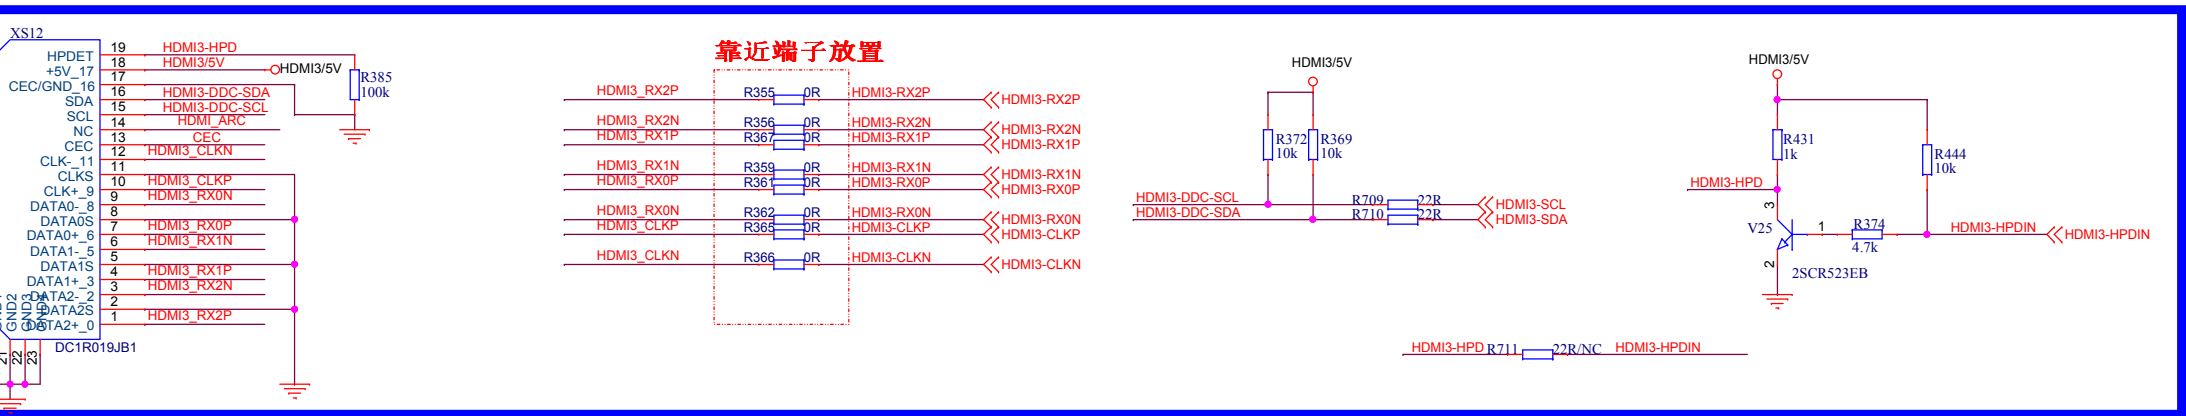 XS12
HPDET 19 HDMI3-HPD
+5V_17 18 HDMI3/5V HDMI3/5V
CEC/GND_16 17
SDA 16 HDMI3-DDC-SDA
SCL 15 HDMI3-DDC-SCL
NC 14 HDMI_ARC
CEC 13 CEC
CLK-_11 12 HDMI3_CLKN
CLKS 11
CLK+_9 10 HDMI3_CLKP
DATA0-_8 9 HDMI3_RX0N
DATA0S 8
DATA0+_6 7 HDMI3_RX0P
DATA1-_5 6 HDMI3_RX1N
DATA1S 5
DATA1+_3 4 HDMI3_RX1P
DATA2-_2 3 HDMI3_RX2N
DATA2S 2
DATA2+_0 1 HDMI3_RX2P
GND2
GND3
21
22
23
DC1R019JB1
R385
100k
靠近端子放置
HDMI3_RX2P R355 0R HDMI3-RX2P HDMI3-RX2P
HDMI3_RX2N R356 0R HDMI3-RX2N HDMI3-RX2N
HDMI3_RX1P R367 0R HDMI3-RX1P HDMI3-RX1P
HDMI3_RX1N R359 0R HDMI3-RX1N HDMI3-RX1N
HDMI3_RX0P R361 0R HDMI3-RX0P HDMI3-RX0P
HDMI3_RX0N R362 0R HDMI3-RX0N HDMI3-RX0N
HDMI3_CLKP R365 0R HDMI3-CLKP HDMI3-CLKP
HDMI3_CLKN R366 0R HDMI3-CLKN HDMI3-CLKN
HDMI3/5V
R372 R369
10k 10k
HDMI3-DDC-SCL R709 22R HDMI3-SCL
HDMI3-DDC-SDA R710 22R HDMI3-SDA
HDMI3/5V
R431
1k
R444
10k
HDMI3-HPD
3
V25 1 R374 HDMI3-HPDIN HDMI3-HPDIN
4.7k
2
2SCR523EB
HDMI3-HPD R711 22R/NC HDMI3-HPDIN